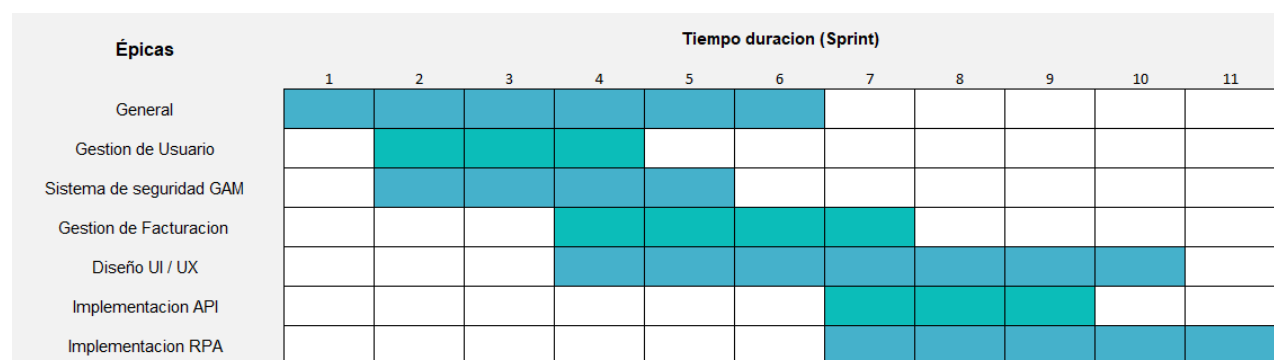 Épicas
Tiempo duracion (Sprint)
1 2 3 4 5 6 7 8 9 10 11
General
Gestion de Usuario
Sistema de seguridad GAM
Gestion de Facturacion
Diseño UI / UX
Implementacion API
Implementacion RPA